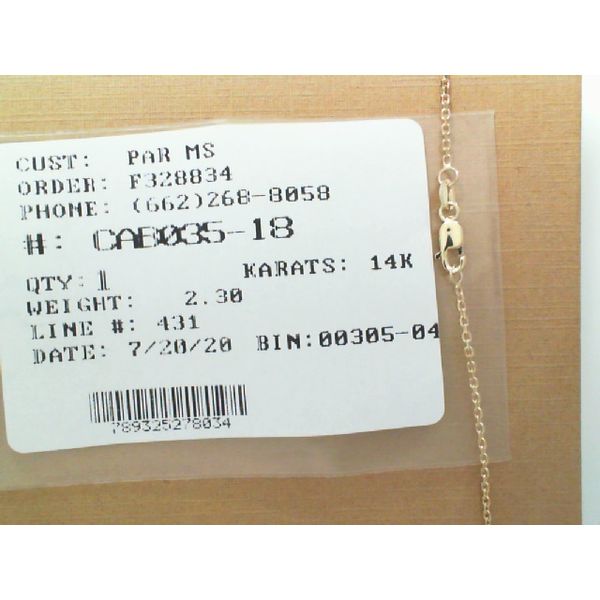 CUST: PAR MS
ORDER: F328834
PHONE: (662)268-8058
#: CAB035-18
QTY: 1 KARATS: 14K
WEIGHT: 2.30
LINE #: 431
DATE: 7/20/20 BIN:00305-04
789325278034